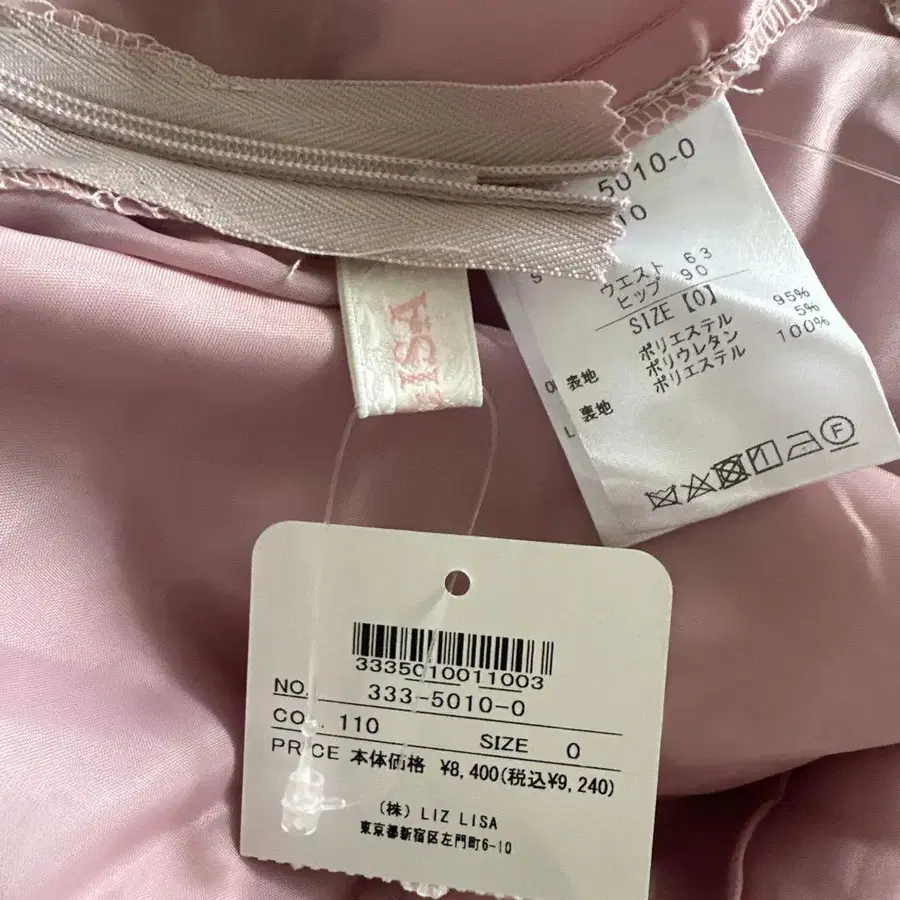 5010-0
10
ウエスト 63
ヒップ 90
SIZE【0】
表地 ポリエステル 95%
ポリウレタン 5%
裏地 ポリエステル 100%
F
LISA
3335010011003
NO. 333-5010-0
CO 110 SIZE 0
PRICE 本体価格 ¥8,400(税込¥9,240)
(株) LIZ LISA
東京都新宿区左門町6-10